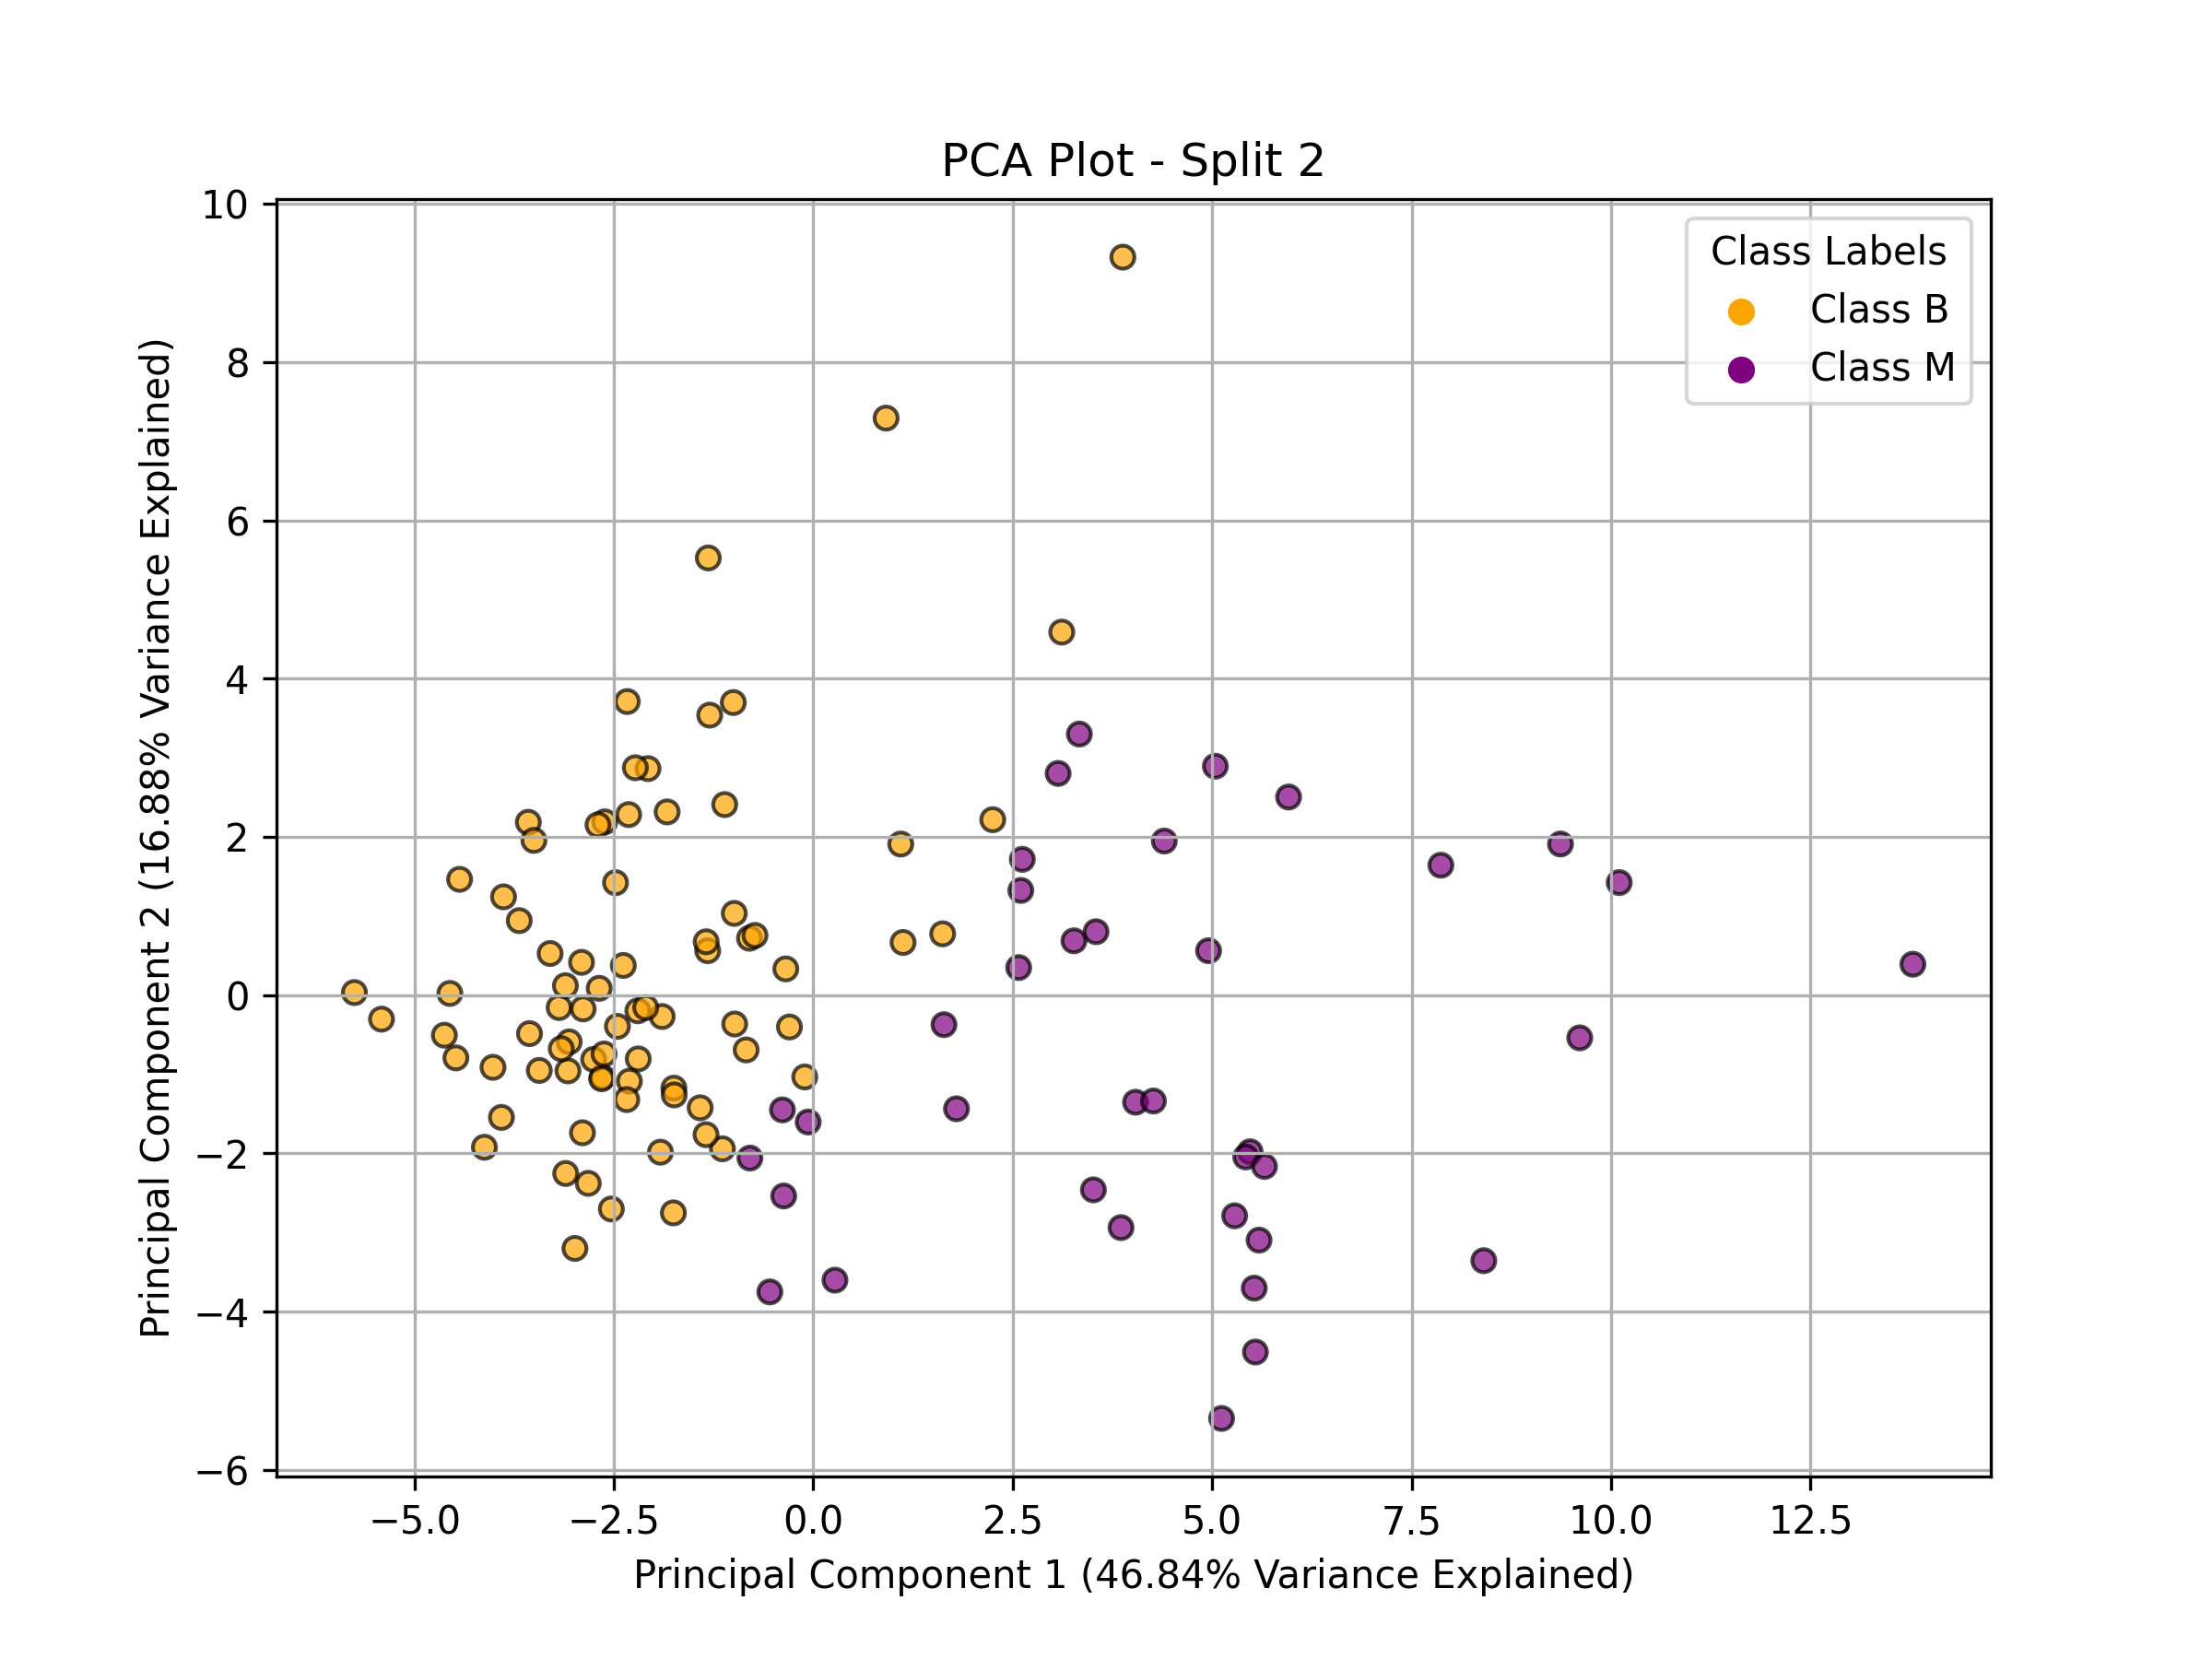 PCA Plot - Split 2
Class Labels
Class B
Class M
Principal Component 2 (16.88% Variance Explained)
10
8
6
4
2
0
−2
−4
−6
−5.0 −2.5 0.0 2.5 5.0 7.5 10.0 12.5
Principal Component 1 (46.84% Variance Explained)